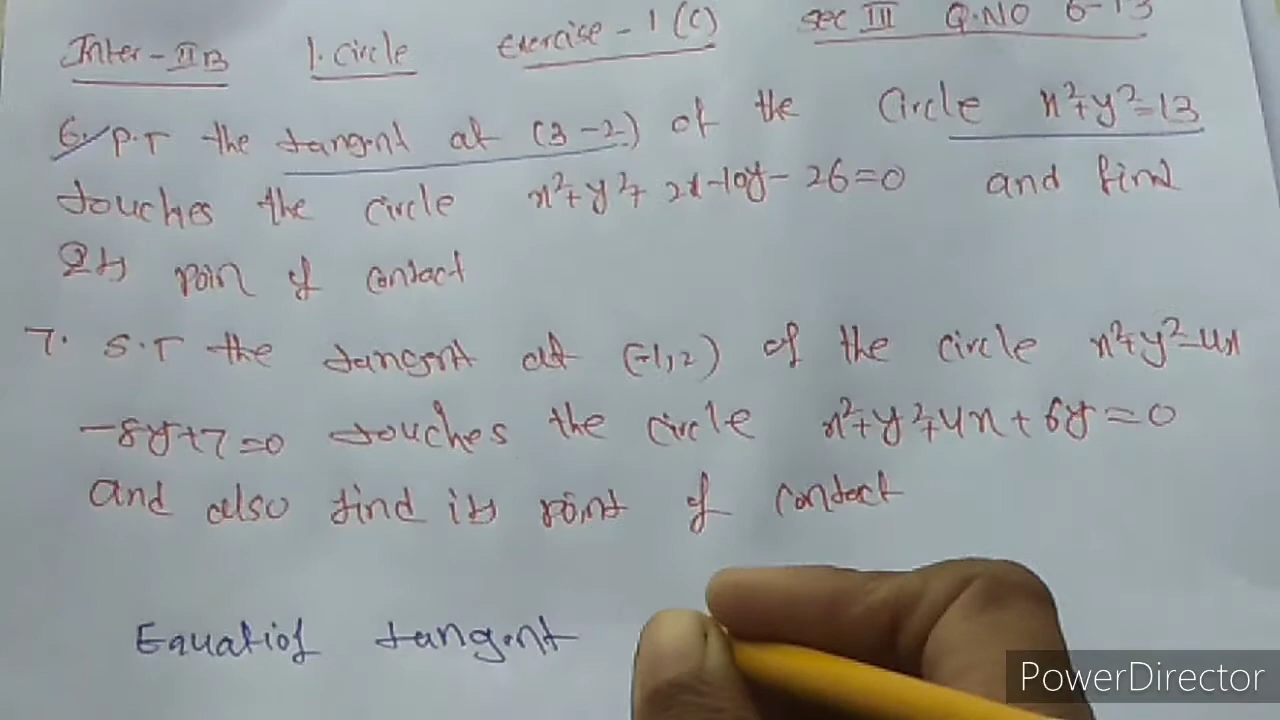 Inter-IIB 1. Circle Exercise-1(C) Sec III Q.NO 6-13
6. P.T the tangent at (3-2) of the Circle x²+y²=13
touches the circle x²+y²+2x-10y-26=0 and find
its poin of contact
7. S.T the tangent at (-1,2) of the circle x²+y²-4x
-8y+7=0 touches the circle x²+y²+4x+6y=0
and also find its point of contact
Equatiof tangent
PowerDirector